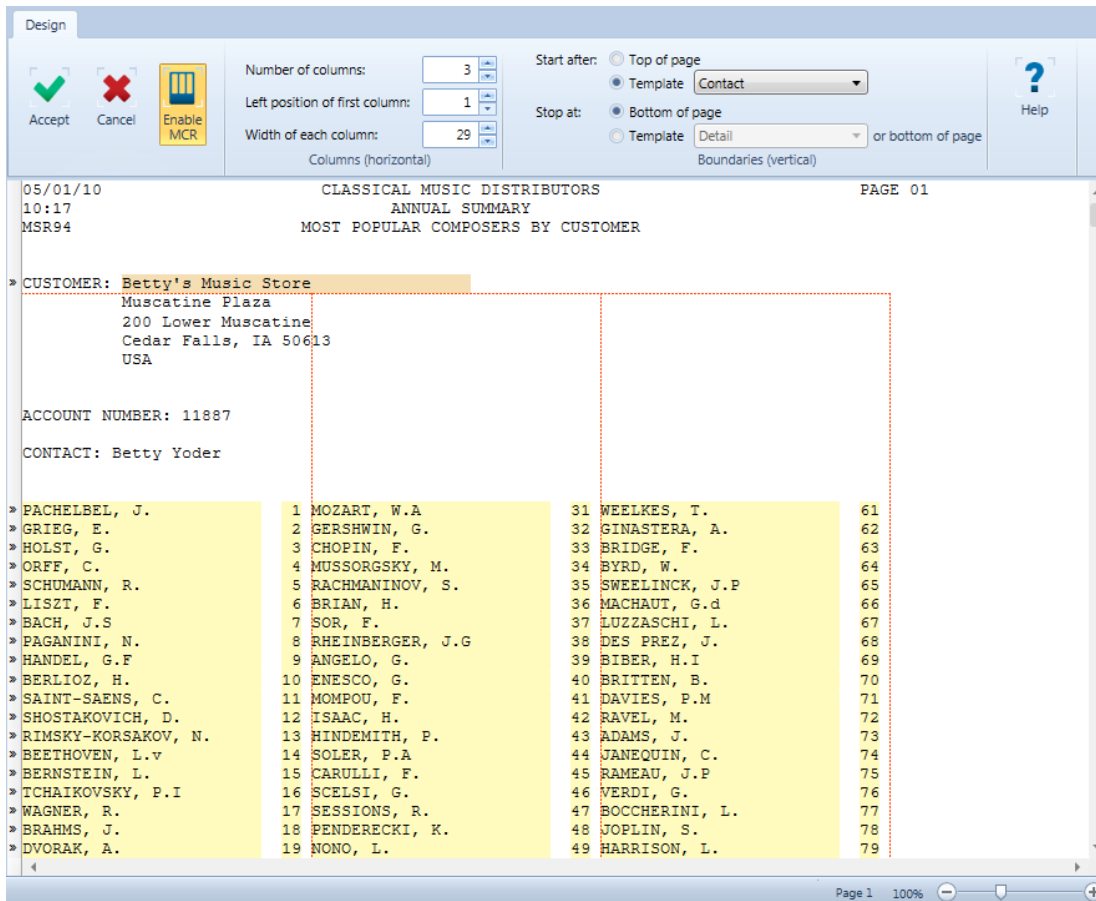 Design
Accept
Cancel
Enable MCR
Number of columns: 3
Left position of first column: 1
Width of each column: 29
Columns (horizontal)
Start after: Top of page
Template Contact
Stop at: Bottom of page
Template Detail or bottom of page
Boundaries (vertical)
?
Help
05/01/10 CLASSICAL MUSIC DISTRIBUTORS PAGE 01
10:17 ANNUAL SUMMARY
MSR94 MOST POPULAR COMPOSERS BY CUSTOMER
» CUSTOMER: Betty's Music Store
Muscatine Plaza
200 Lower Muscatine
Cedar Falls, IA 50613
USA
ACCOUNT NUMBER: 11887
CONTACT: Betty Yoder
» PACHELBEL, J. 1 MOZART, W.A 31 WEELKES, T. 61
» GRIEG, E. 2 GERSHWIN, G. 32 GINASTERA, A. 62
» HOLST, G. 3 CHOPIN, F. 33 BRIDGE, F. 63
» ORFF, C. 4 MUSSORGSKY, M. 34 BYRD, W. 64
» SCHUMANN, R. 5 RACHMANINOV, S. 35 SWEELINCK, J.P 65
» LISZT, F. 6 BRIAN, H. 36 MACHAUT, G.d 66
» BACH, J.S 7 SOR, F. 37 LUZZASCHI, L. 67
» PAGANINI, N. 8 RHEINBERGER, J.G 38 DES PREZ, J. 68
» HANDEL, G.F 9 ANGELO, G. 39 BIBER, H.I 69
» BERLIOZ, H. 10 ENESCO, G. 40 BRITTEN, B. 70
» SAINT-SAENS, C. 11 MOMPOU, F. 41 DAVIES, P.M 71
» SHOSTAKOVICH, D. 12 ISAAC, H. 42 RAVEL, M. 72
» RIMSKY-KORSAKOV, N. 13 HINDEMITH, P. 43 ADAMS, J. 73
» BEETHOVEN, L.v 14 SOLER, P.A 44 JANEQUIN, C. 74
» BERNSTEIN, L. 15 CARULLI, F. 45 RAMEAU, J.P 75
» TCHAIKOVSKY, P.I 16 SCELSI, G. 46 VERDI, G. 76
» WAGNER, R. 17 SESSIONS, R. 47 BOCCHERINI, L. 77
» BRAHMS, J. 18 PENDERECKI, K. 48 JOPLIN, S. 78
» DVORAK, A. 19 NONO, L. 49 HARRISON, L. 79
Page 1 100%